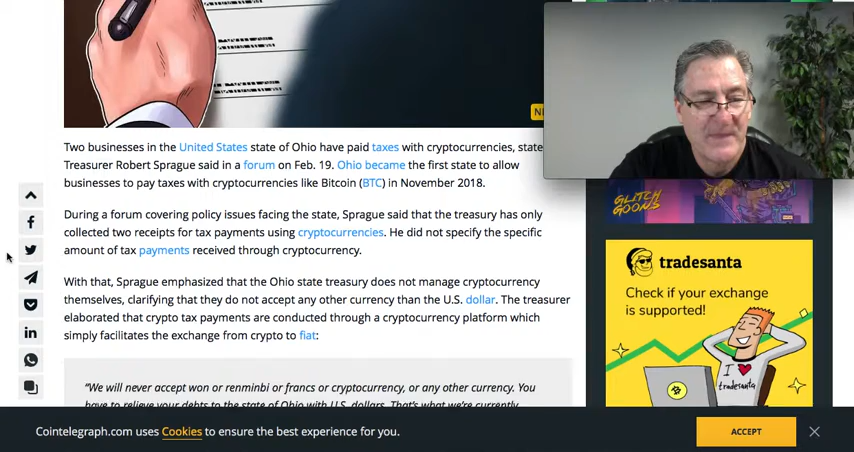 Two businesses in the United States state of Ohio have paid taxes with cryptocurrencies, state
Treasurer Robert Sprague said in a forum on Feb. 19. Ohio became the first state to allow
businesses to pay taxes with cryptocurrencies like Bitcoin (BTC) in November 2018.
During a forum covering policy issues facing the state, Sprague said that the treasury has only
collected two receipts for tax payments using cryptocurrencies. He did not specify the specific
amount of tax payments received through cryptocurrency.
With that, Sprague emphasized that the Ohio state treasury does not manage cryptocurrency
themselves, clarifying that they do not accept any other currency than the U.S. dollar. The treasurer
elaborated that crypto tax payments are conducted through a cryptocurrency platform which
simply facilitates the exchange from crypto to fiat:
“We will never accept won or renminbi or francs or cryptocurrency, or any other currency. You
have to relieve your debts to the state of Ohio with U.S. dollars. That’s what we’re currently
GLITCH
GOONS
tradesanta
Check if your exchange
is supported!
I
tradesanta
Cointelegraph.com uses Cookies to ensure the best experience for you.
ACCEPT